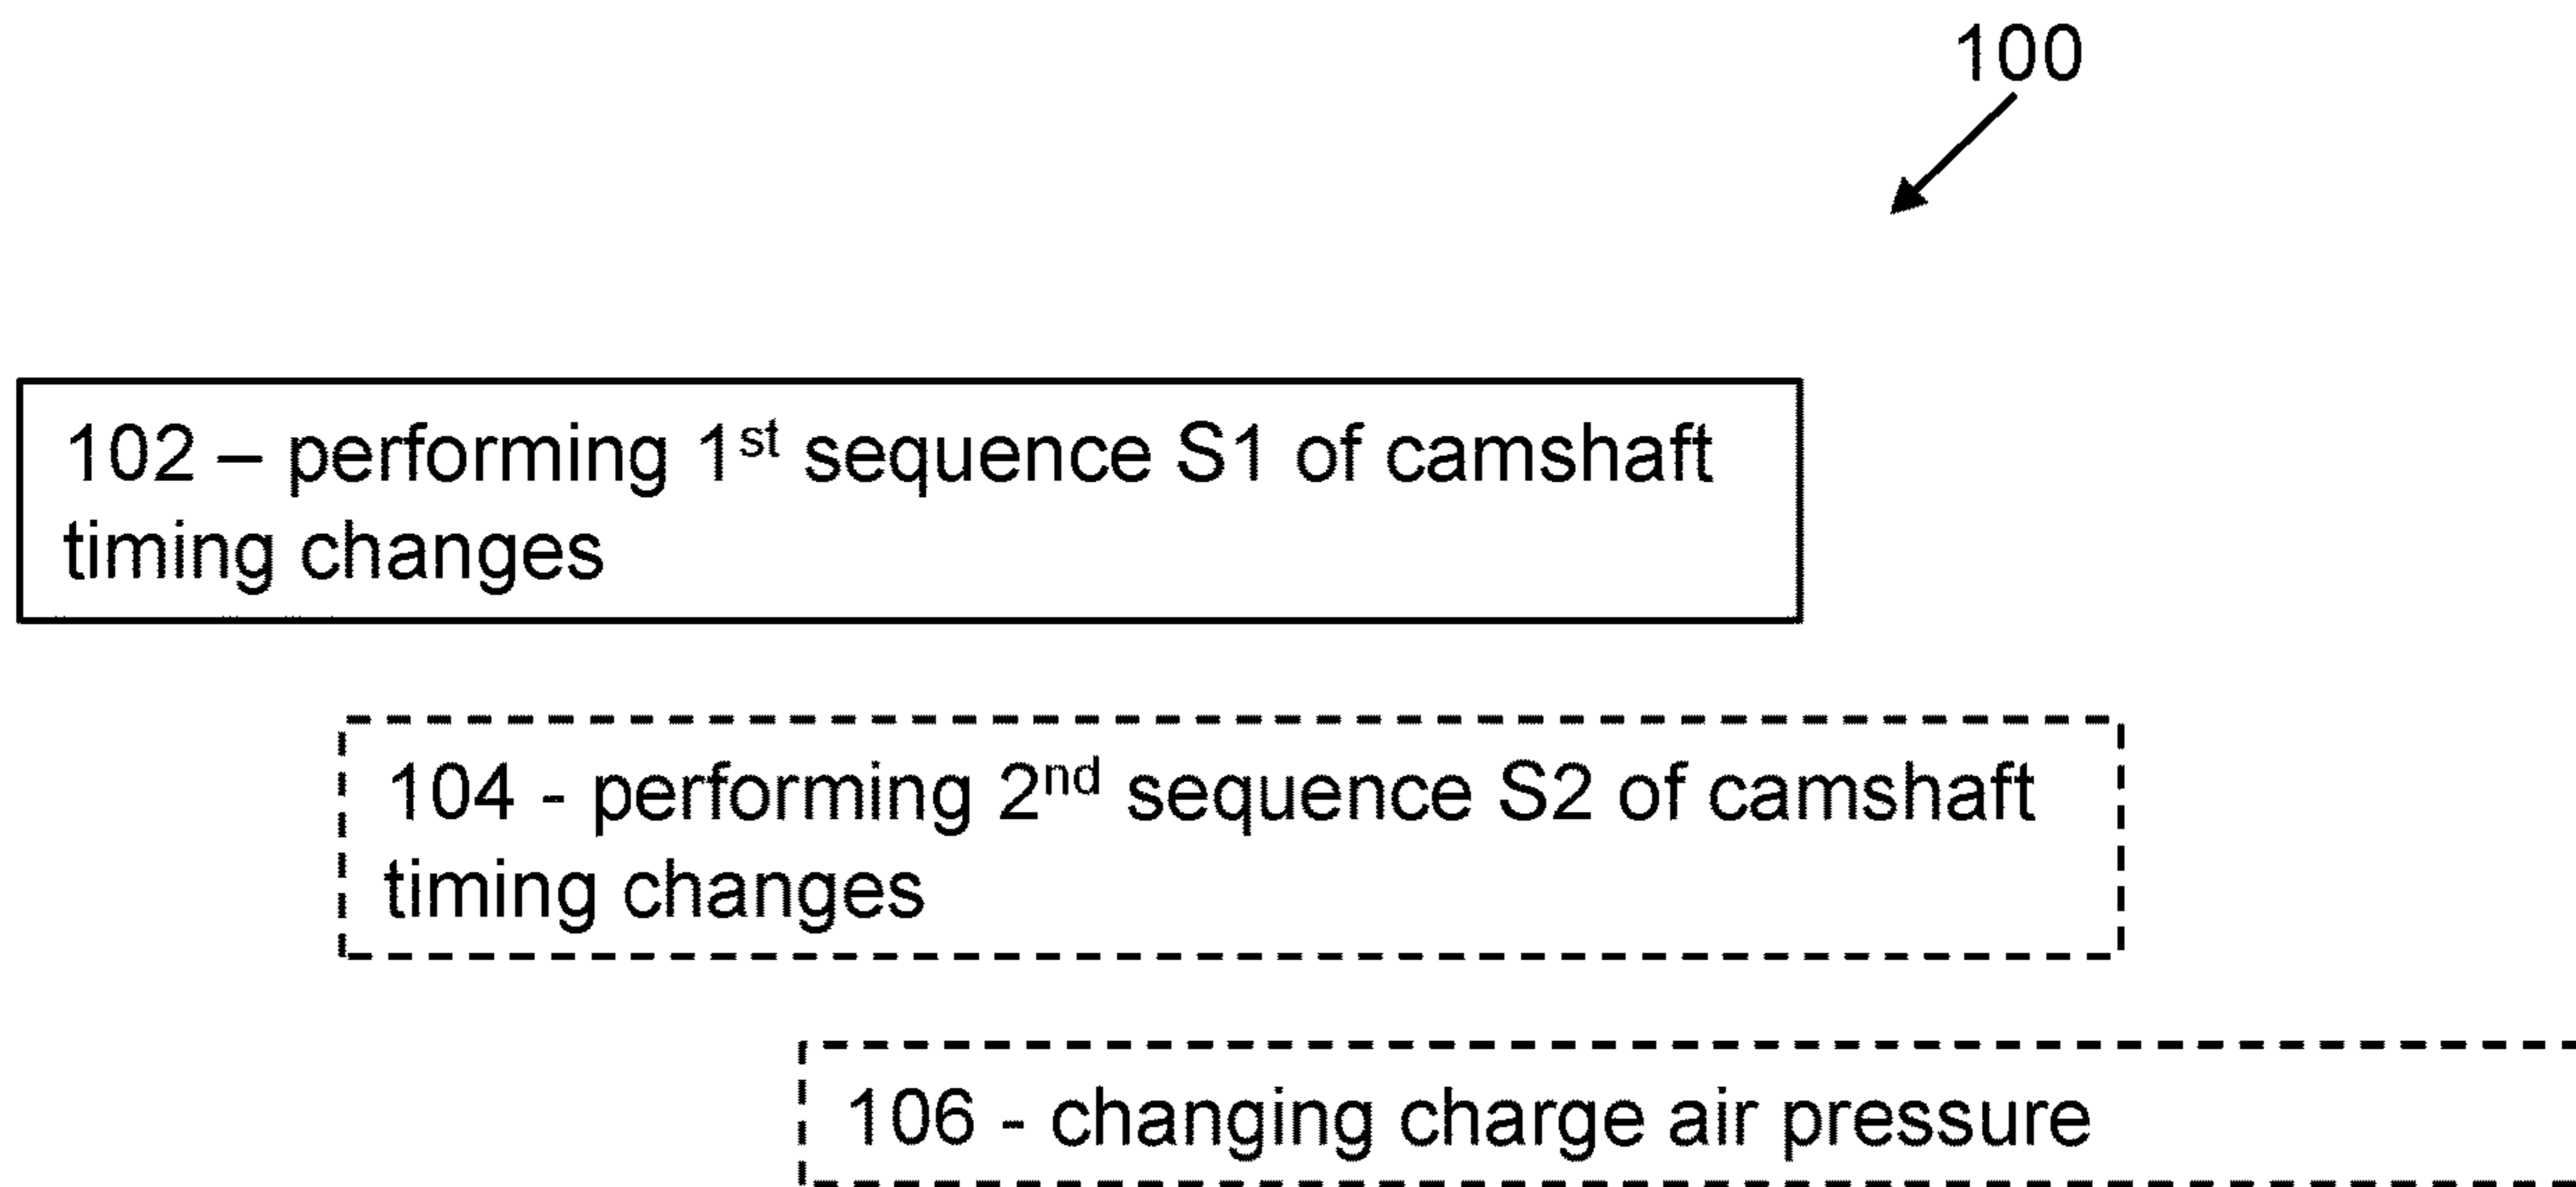 100
102 – performing 1st sequence S1 of camshaft
timing changes
104 - performing 2nd sequence S2 of camshaft
timing changes
106 - changing charge air pressure